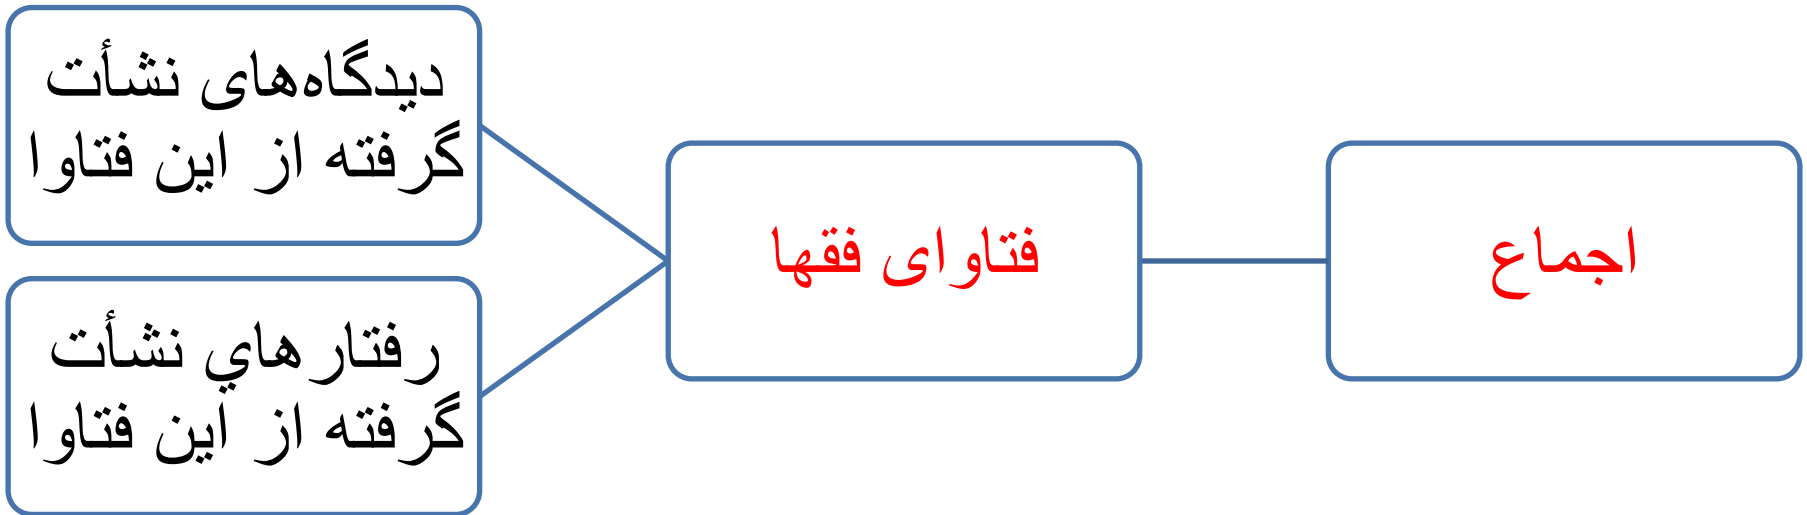 اجماع
فتاوای فقها
دیدگاه‌های نشأت
گرفته از این فتاوا
رفتارهاي نشأت
گرفته از این فتاوا